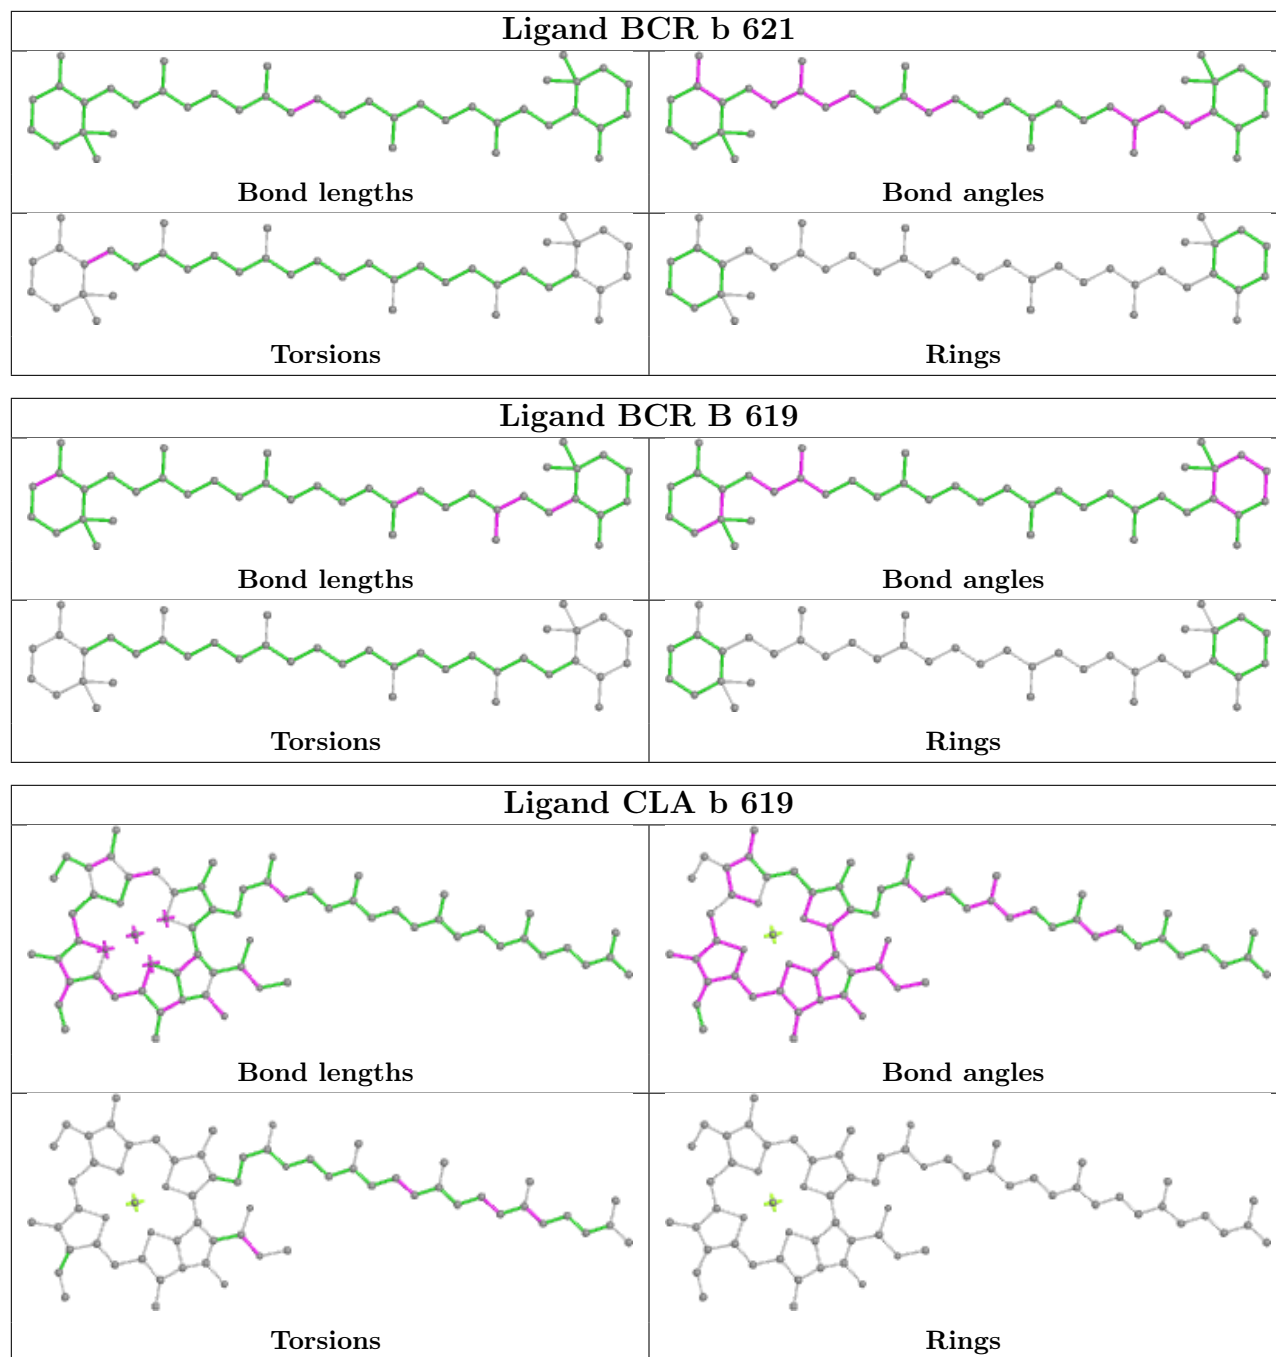 Ligand BCR b 621
Bond lengths
Bond angles
Torsions
Rings
Ligand BCR B 619
Bond lengths
Bond angles
Torsions
Rings
Ligand CLA b 619
Bond lengths
Bond angles
Torsions
Rings